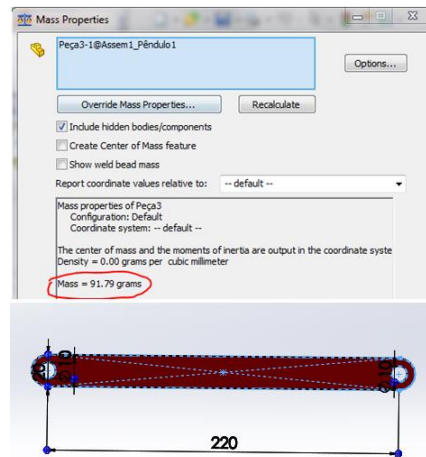 Mass Properties
Peça3-1@Assem1_Pêndulo1
Options...
Override Mass Properties...
Recalculate
Include hidden bodies/components
Create Center of Mass feature
Show weld bead mass
Report coordinate values relative to:
-- default --
Mass properties of Peça3
Configuration: Default
Coordinate system: -- default --
The center of mass and the moments of inertia are output in the coordinate syste
Density = 0.00 grams per cubic millimeter
Mass = 91.79 grams
220